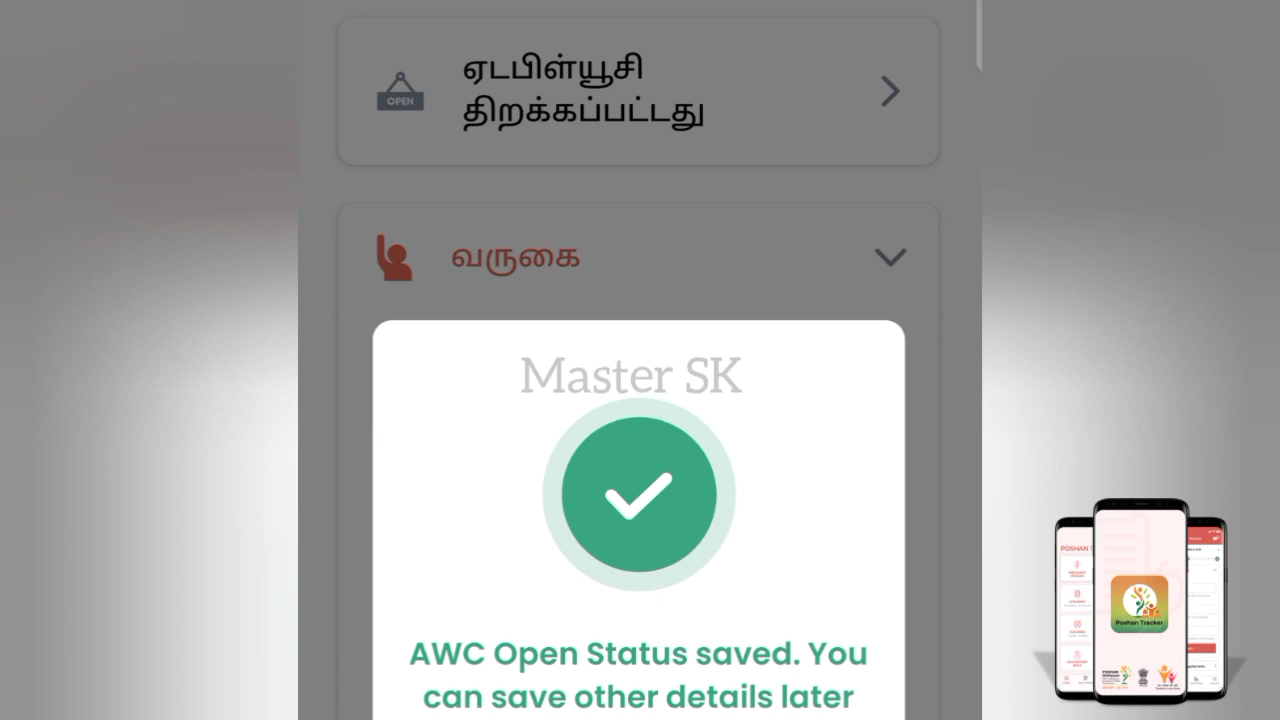 ஏடபிள்யூசி
திறக்கப்பட்டது
OPEN
வருகை
Master SK
AWC Open Status saved. You
can save other details later
POSHAN
Poshan Tracker